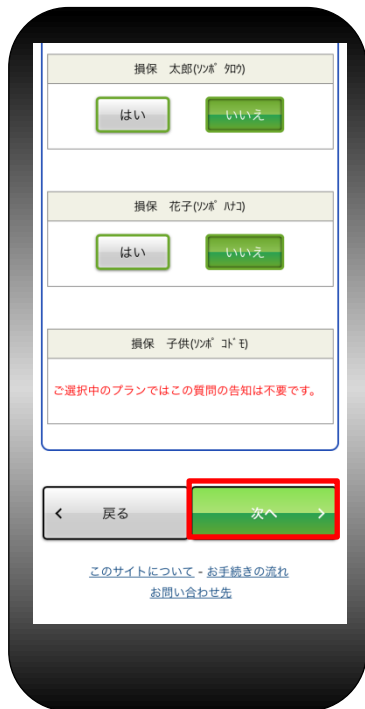 損保　太郎(ｿﾝﾎﾟ ﾀﾛｳ)
はい いいえ
損保　花子(ｿﾝﾎﾟ ﾊﾅｺ)
はい いいえ
損保　子供(ｿﾝﾎﾟ ｺﾄﾞﾓ)
ご選択中のプランではこの質問の告知は不要です。
戻る 次へ
このサイトについて - お手続きの流れ
お問い合わせ先